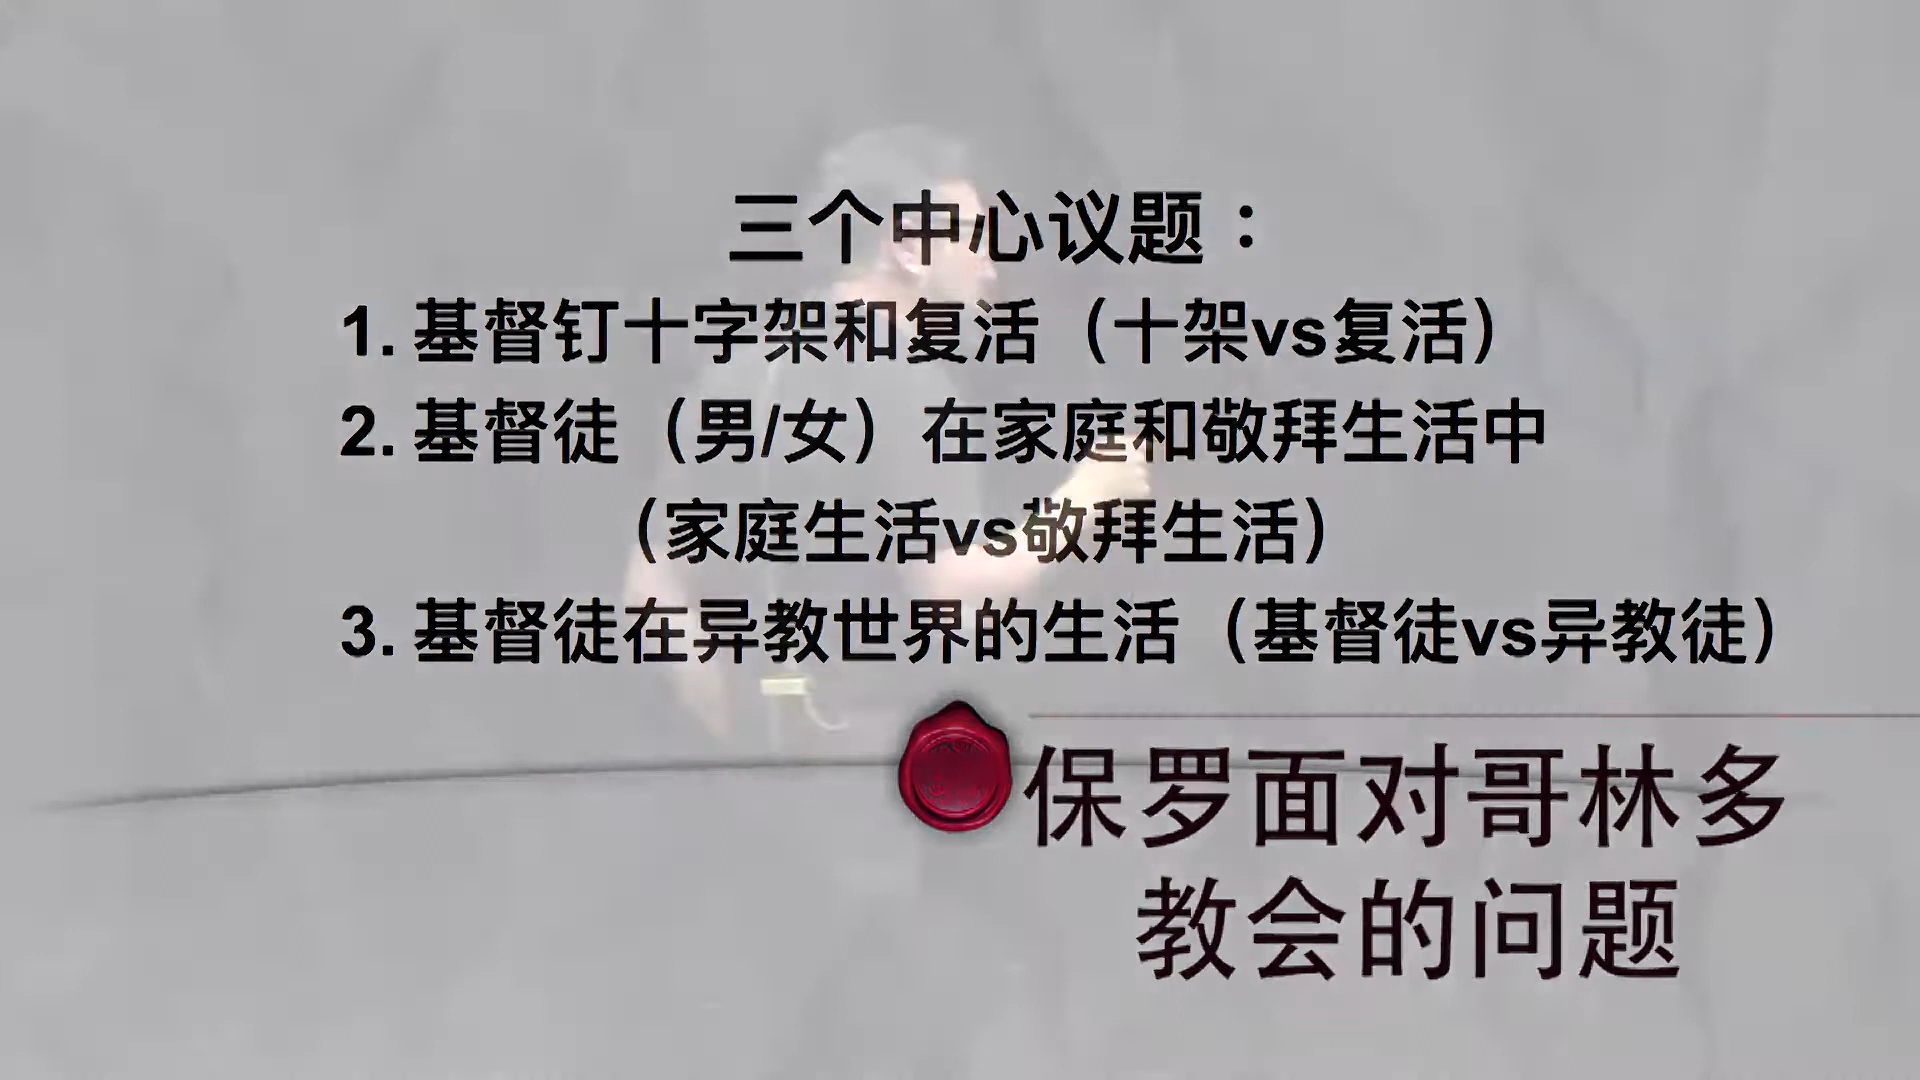 三个中心议题：
1. 基督钉十字架和复活（十架vs复活）
2. 基督徒（男/女）在家庭和敬拜生活中
（家庭生活vs敬拜生活）
3. 基督徒在异教世界的生活（基督徒vs异教徒）
保罗面对哥林多
教会的问题